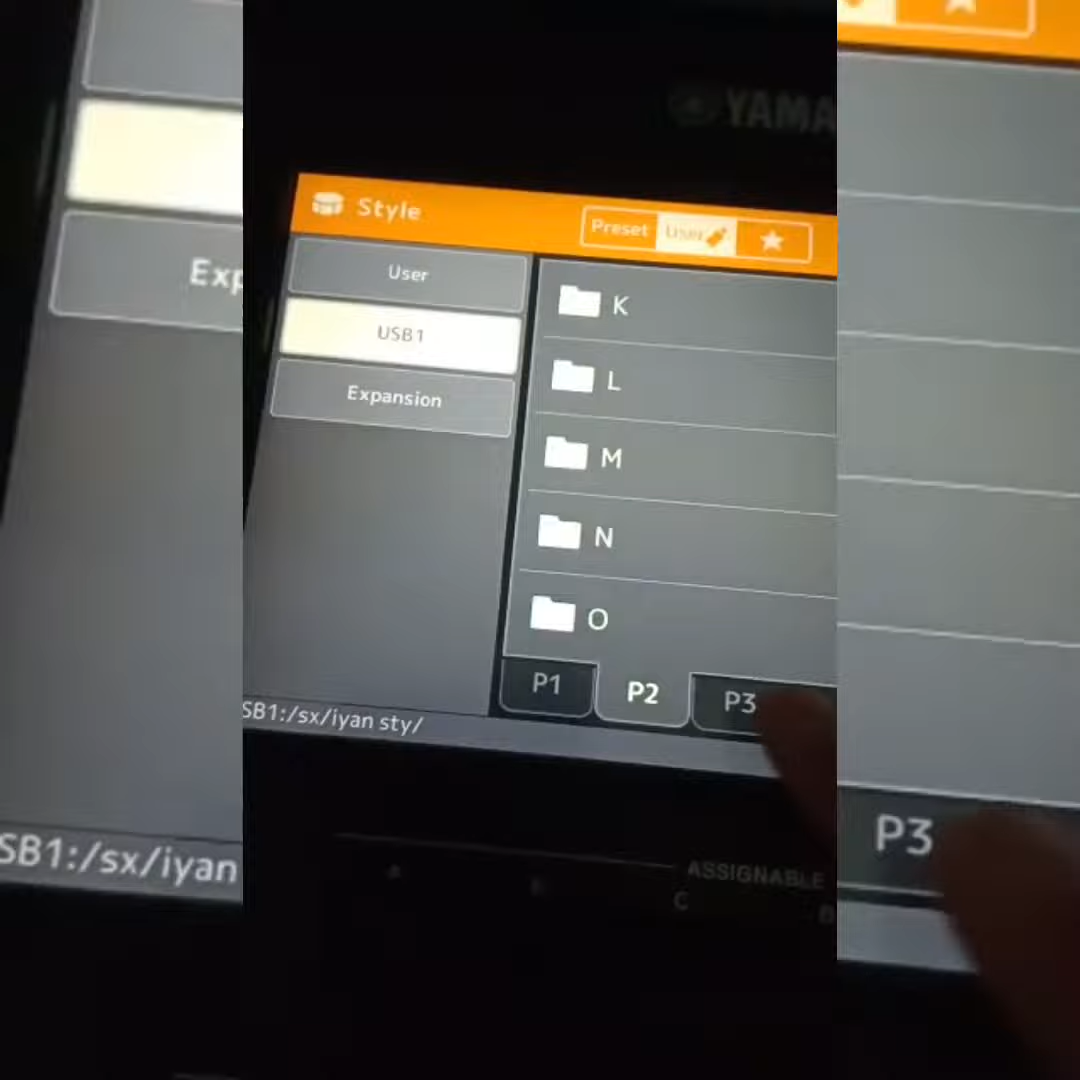 YAMA
Style
Preset
User
User
USB1
Expansion
K
L
M
N
O
P1
P2
P3
SB1:/sx/iyan sty/
ASSIGNABLE
C
Exp
SB1:/sx/iyan
P3